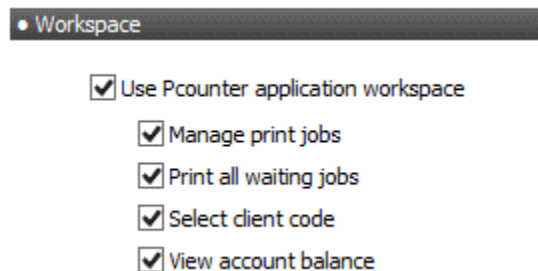 • Workspace
Use Pcounter application workspace
Manage print jobs
Print all waiting jobs
Select client code
View account balance